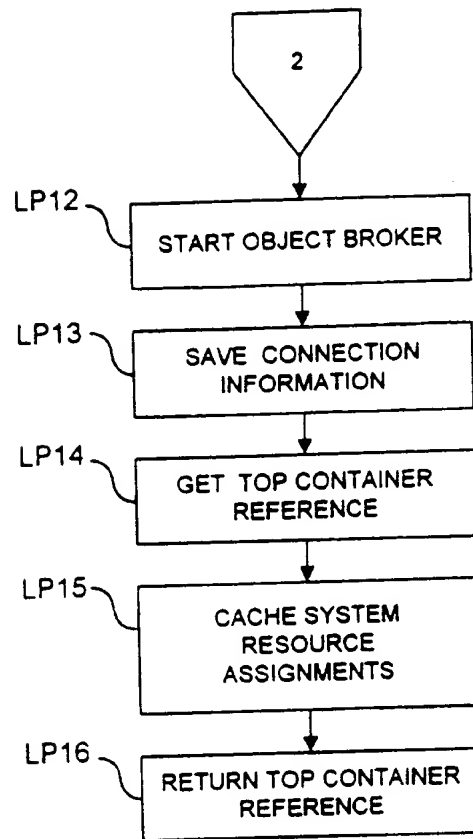 2
LP12
START OBJECT BROKER
LP13
SAVE CONNECTION
INFORMATION
LP14
GET TOP CONTAINER
REFERENCE
LP15
CACHE SYSTEM
RESOURCE
ASSIGNMENTS
LP16
RETURN TOP CONTAINER
REFERENCE